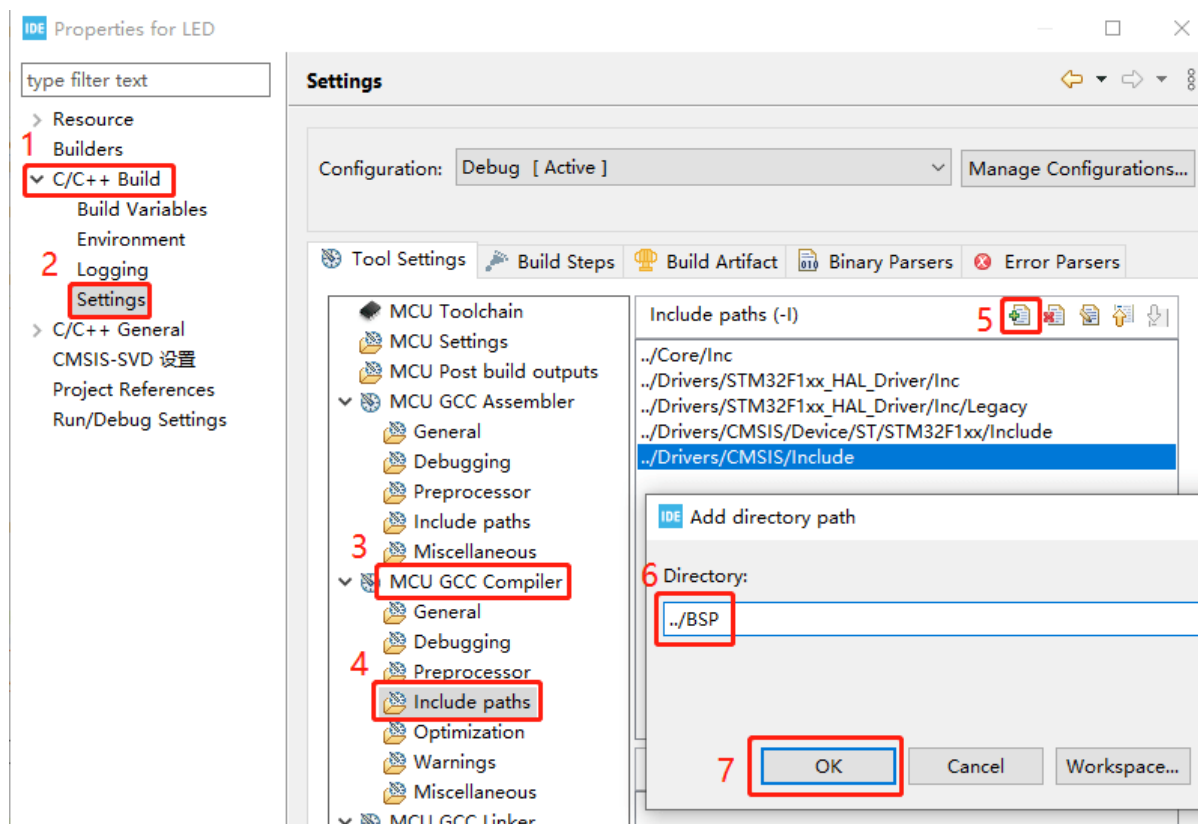 IDE Properties for LED
type filter text
Resource
1
Builders
C/C++ Build
Build Variables
Environment
2
Logging
Settings
C/C++ General
CMSIS-SVD 设置
Project References
Run/Debug Settings
Settings
Configuration: Debug [ Active ] Manage Configurations...
Tool Settings Build Steps Build Artifact 010 Binary Parsers Error Parsers
MCU Toolchain
MCU Settings
MCU Post build outputs
MCU GCC Assembler
General
Debugging
Preprocessor
Include paths
3
Miscellaneous
MCU GCC Compiler
General
Debugging
4
Preprocessor
Include paths
Optimization
Warnings
Miscellaneous
MCU GCC Linker
Include paths (-I) 5
../Core/Inc
../Drivers/STM32F1xx_HAL_Driver/Inc
../Drivers/STM32F1xx_HAL_Driver/Inc/Legacy
../Drivers/CMSIS/Device/ST/STM32F1xx/Include
../Drivers/CMSIS/Include
IDE Add directory path
6 Directory:
../BSP
7 OK Cancel Workspace...